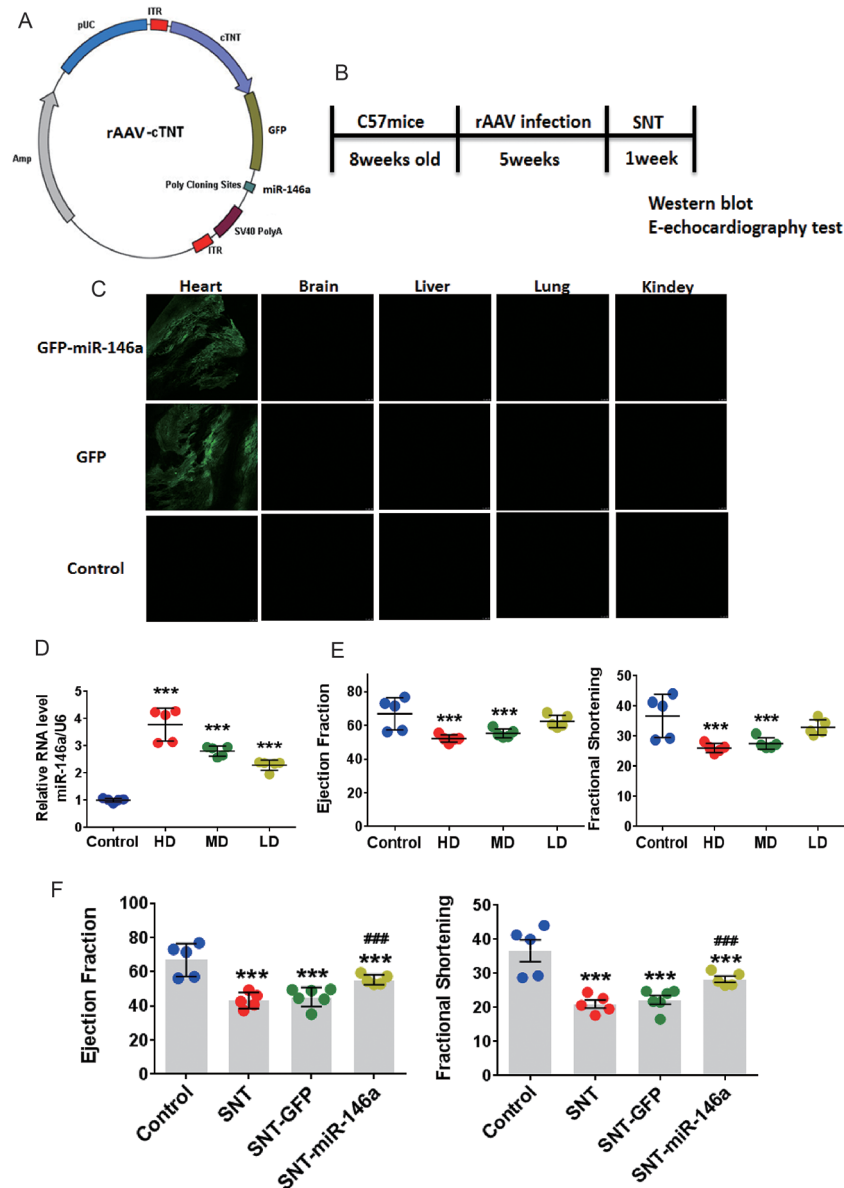 A
ITR
pUC
cTNT
rAAV-cTNT
GFP
Amp
Poly Cloning Sites
miR-146a
SV40 PolyA
ITR
B
C57mice
rAAV infection
SNT
8weeks old
5weeks
1week
Western blot
E-echocardiography test
C
Heart
Brain
Liver
Lung
Kindey
GFP-miR-146a
GFP
Control
D
Relative RNA level
miR-146a/U6
5
4
3
2
1
0
***
***
***
Control
HD
MD
LD
E
Ejection Fraction
80
60
40
20
0
***
***
Control
HD
MD
LD
Fractional Shortening
50
40
30
20
10
0
***
***
Control
HD
MD
LD
F
Ejection Fraction
100
80
60
40
20
0
***
***
###
***
Control
SNT
SNT-GFP
SNT-miR-146a
Fractional Shortening
50
40
30
20
10
0
***
***
###
***
Control
SNT
SNT-GFP
SNT-miR-146a